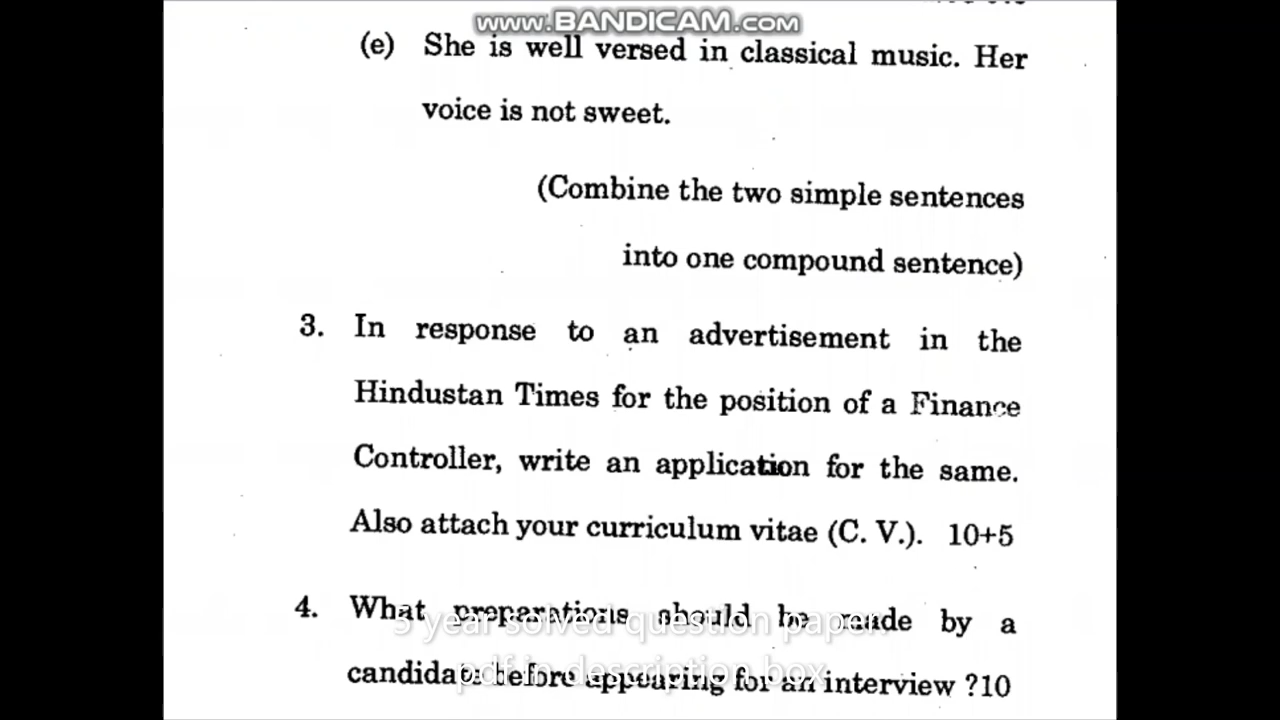 www.BANDICAM.com
(e) She is well versed in classical music. Her
voice is not sweet.
(Combine the two simple sentences
into one compound sentence)
3. In response to an advertisement in the
Hindustan Times for the position of a Finance
Controller, write an application for the same.
Also attach your curriculum vitae (C. V.). 10+5
4. What preparations should be made by a
5 year solved question paper
candidate before appearing for an interview ?10
pdf in description box